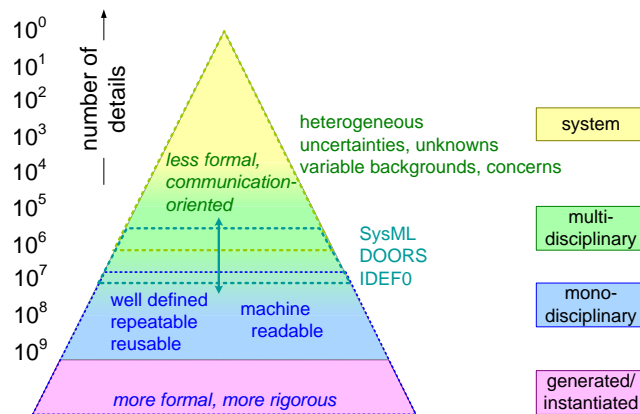 10⁰
10¹
10²
10³
10⁴
10⁵
10⁶
10⁷
10⁸
10⁹
number of
details
less formal,
communication-
oriented
heterogeneous
uncertainties, unknowns
variable backgrounds, concerns
SysML
DOORS
IDEF0
well defined
repeatable
reusable
machine
readable
more formal, more rigorous
system
multi-
disciplinary
mono-
disciplinary
generated/
instantiated